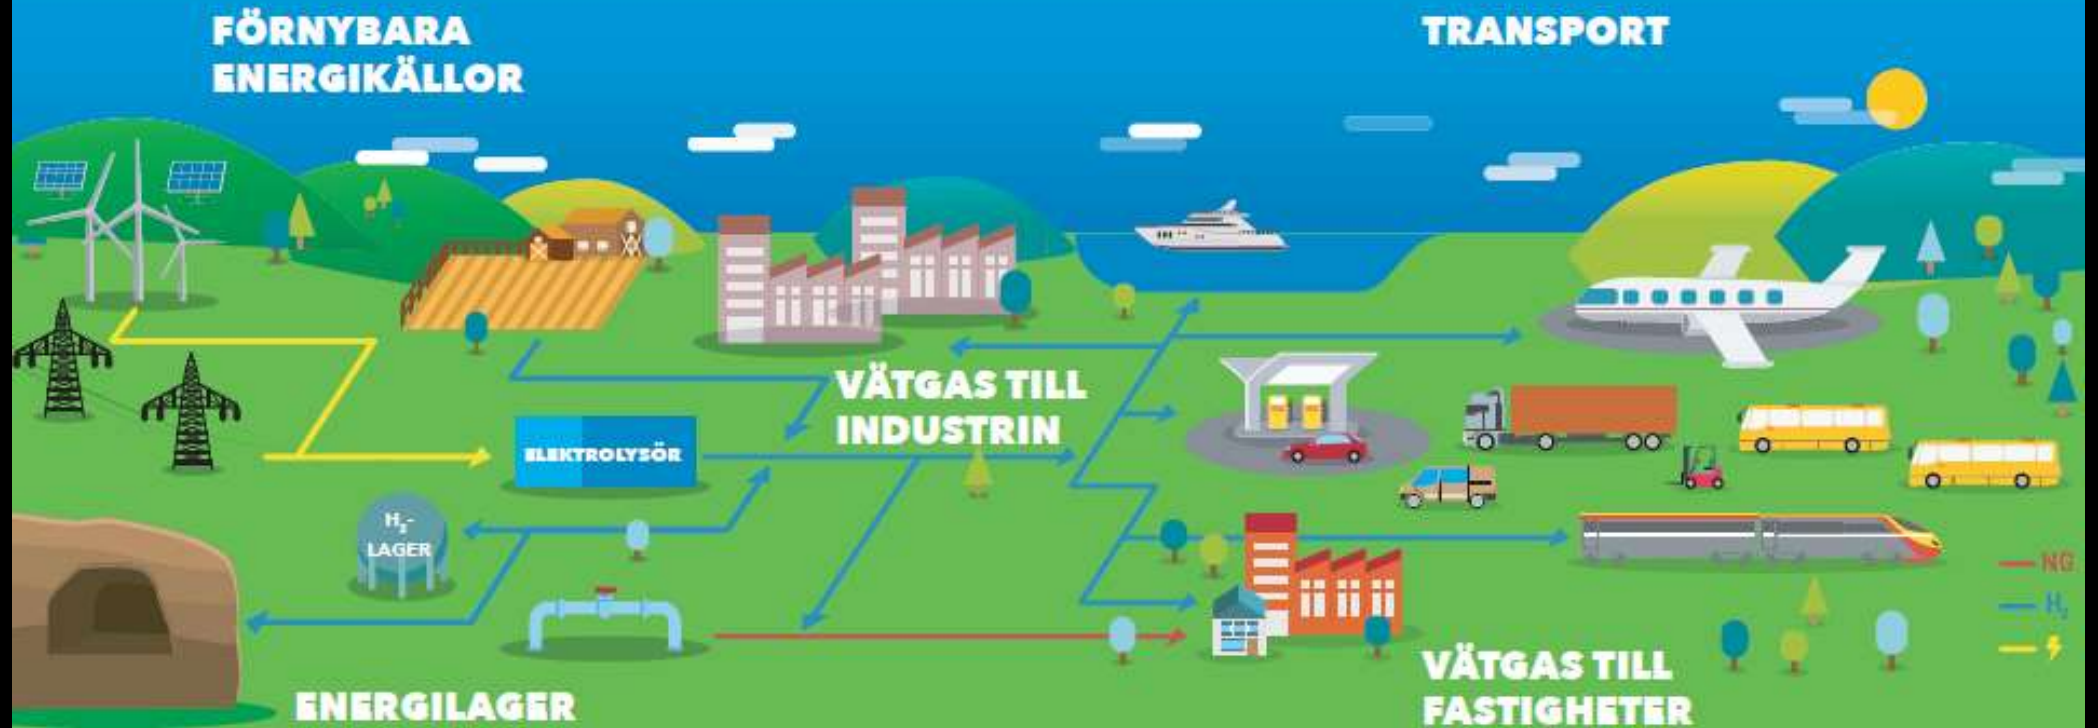 FÖRNYBARA
ENERGIKÄLLOR
TRANSPORT
VÄTGAS TILL
INDUSTRIN
ELEKTROLYSÖR
H₂-
LAGER
NG
H₂
VÄTGAS TILL
FASTIGHETER
ENERGILAGER